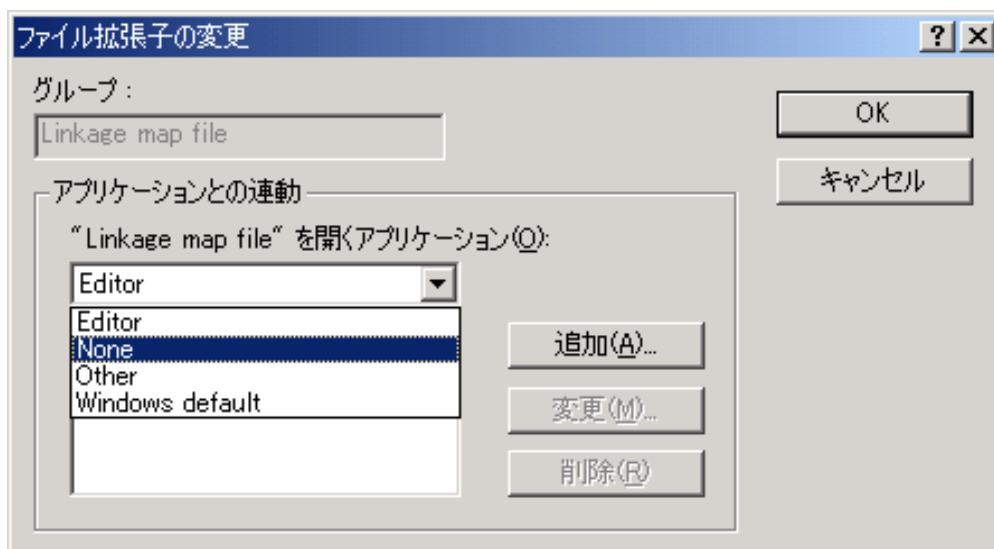 ファイル拡張子の変更
グループ :
Linkage map file
OK
キャンセル
アプリケーションとの連動
"Linkage map file" を開くアプリケーション(O):
Editor
Editor
None
Other
Windows default
追加(A)...
変更(M)...
削除(R)